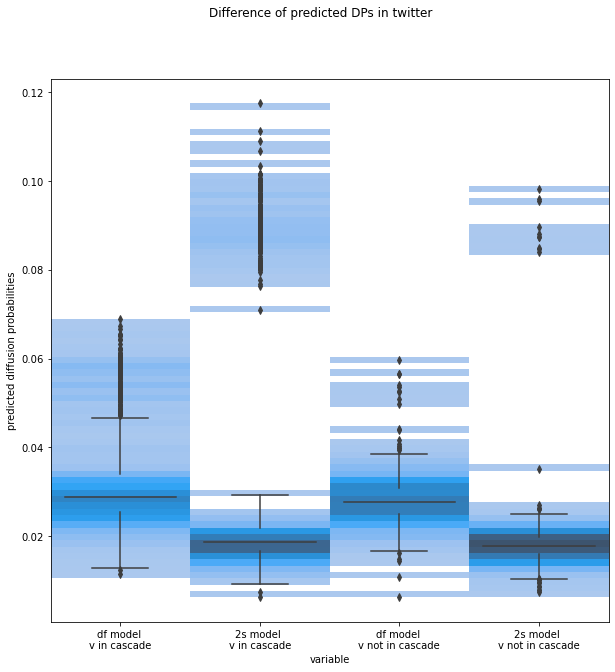 Difference of predicted DPs in twitter
0.12
0.10
0.08
0.06
0.04
0.02
predicted diffusion probabilities
df model
v in cascade
2s model
v in cascade
df model
v not in cascade
2s model
v not in cascade
variable